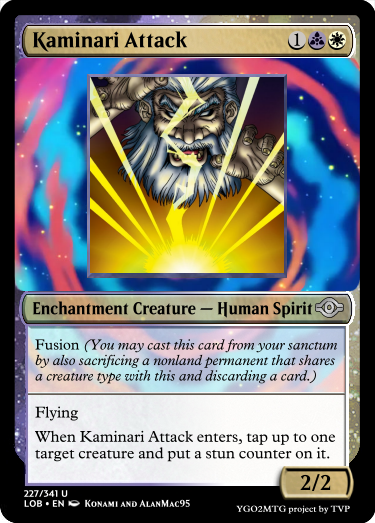 Kaminari Attack 1
Enchantment Creature — Human Spirit
Fusion (You may cast this card from your sanctum
by also sacrificing a nonland permanent that shares
a creature type with this and discarding a card.)
Flying
When Kaminari Attack enters, tap up to one
target creature and put a stun counter on it.
2/2
227/341 U
LOB • EN Konami and AlanMac95
YGO2MTG project by TVP